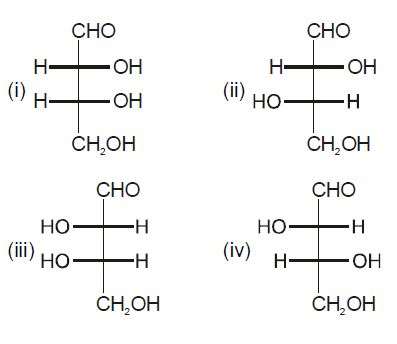 CHO CHO
H OH H OH
(i) H OH (ii) HO H
CH2OH CH2OH
CHO CHO
HO H HO H
(iii) HO H (iv) H OH
CH2OH CH2OH